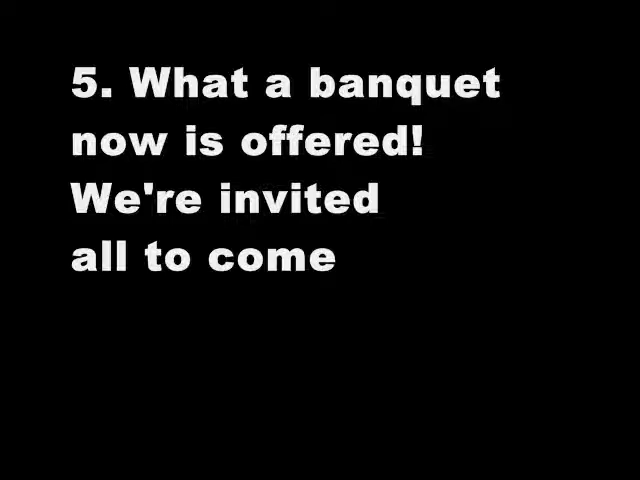 5. What a banquet
now is offered!
We're invited
all to come